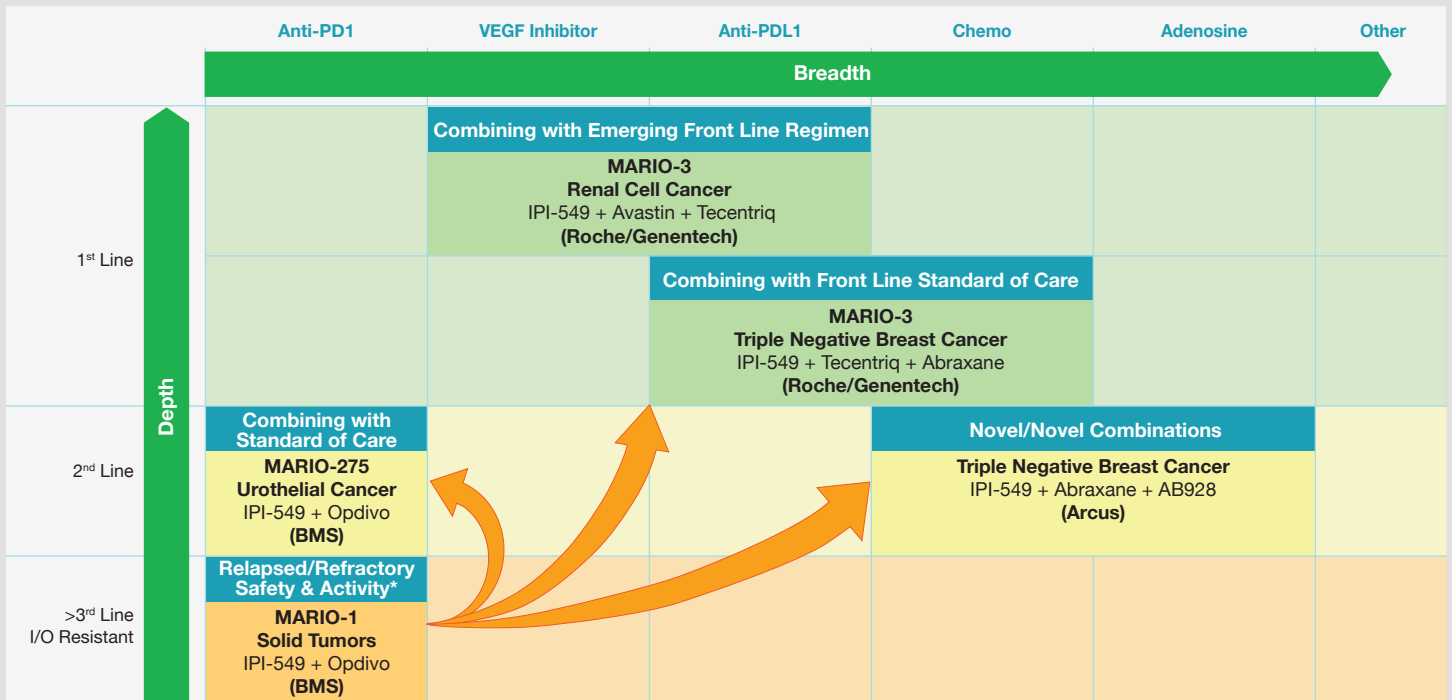 Anti-PD1
VEGF Inhibitor
Anti-PDL1
Chemo
Adenosine
Other
Breadth
Depth
1st Line
Combining with Emerging Front Line Regimen
MARIO-3
Renal Cell Cancer
IPI-549 + Avastin + Tecentriq
(Roche/Genentech)
Combining with Front Line Standard of Care
MARIO-3
Triple Negative Breast Cancer
IPI-549 + Tecentriq + Abraxane
(Roche/Genentech)
2nd Line
Combining with
Standard of Care
MARIO-275
Urothelial Cancer
IPI-549 + Opdivo
(BMS)
Novel/Novel Combinations
Triple Negative Breast Cancer
IPI-549 + Abraxane + AB928
(Arcus)
>3rd Line
I/O Resistant
Relapsed/Refractory
Safety & Activity*
MARIO-1
Solid Tumors
IPI-549 + Opdivo
(BMS)